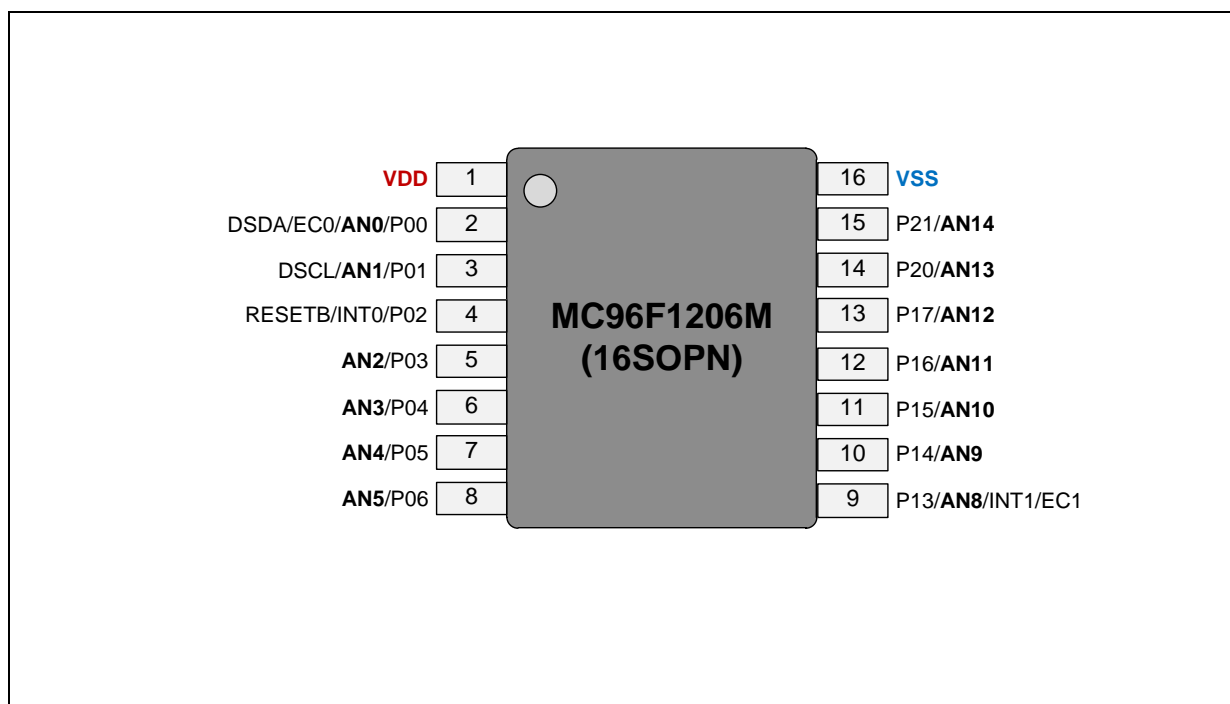 VDD 1 16 VSS
DSDA/EC0/AN0/P00 2 15 P21/AN14
DSCL/AN1/P01 3 14 P20/AN13
RESETB/INT0/P02 4 13 P17/AN12
MC96F1206M
(16SOPN)
AN2/P03 5 12 P16/AN11
AN3/P04 6 11 P15/AN10
AN4/P05 7 10 P14/AN9
AN5/P06 8 9 P13/AN8/INT1/EC1